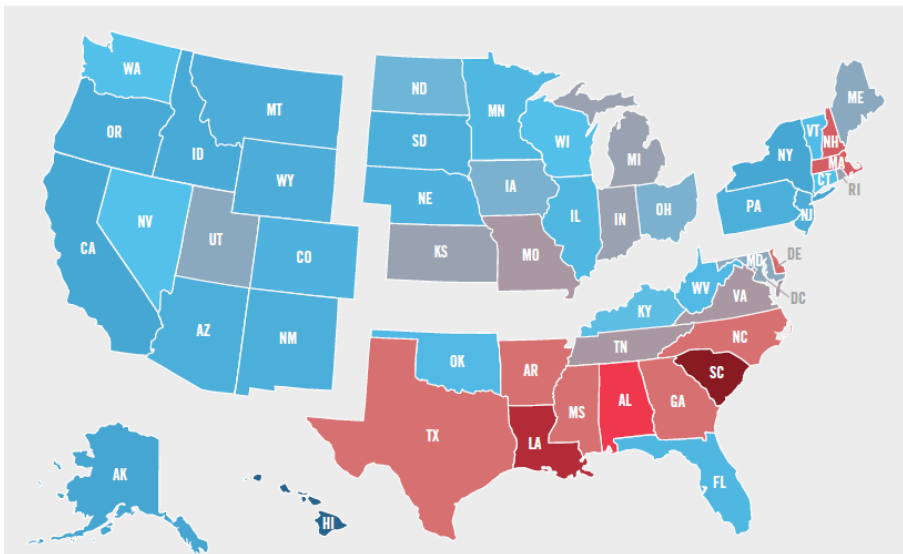 WA
MT
ND
MN
ME
OR
ID
SD
WI
MI
VT
NH
NY
MA
CT
RI
WY
NE
IA
PA
NJ
NV
UT
CO
IL
IN
OH
CA
KS
MO
MD
DE
WV
VA
DC
KY
AZ
NM
OK
AR
TN
NC
SC
TX
LA
MS
AL
GA
FL
AK
HI